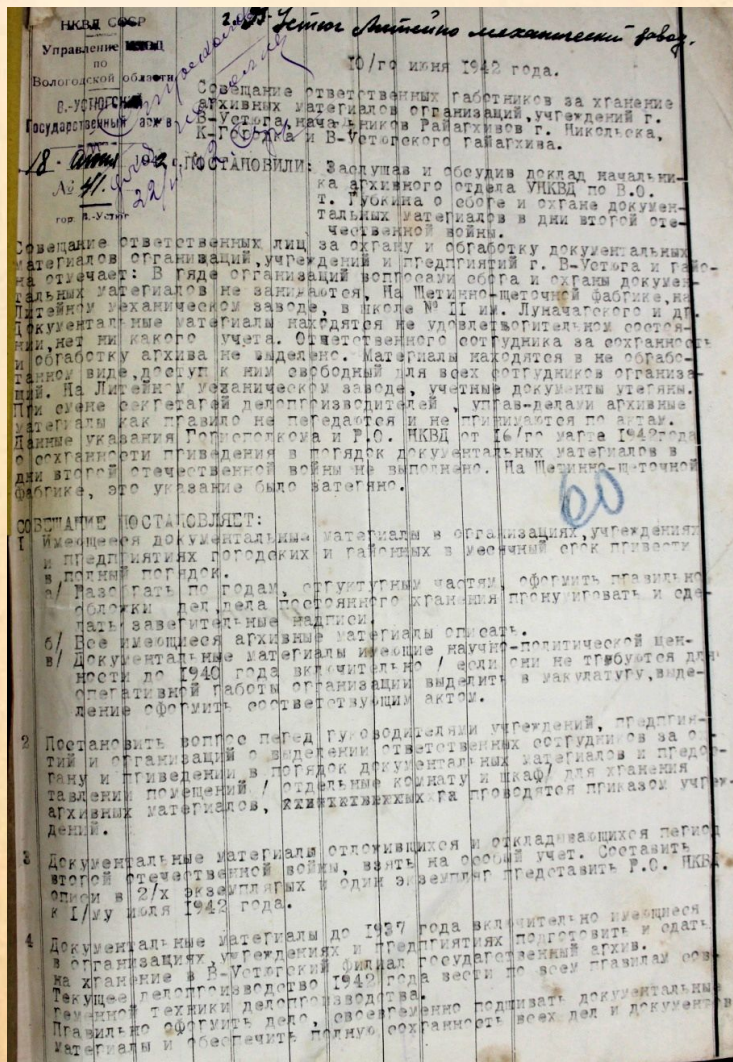 НКВД СССР
Управление
по
Вологодской области
В.-УСТЮГСКИЙ
Государственный архив
18.
1942
№ 41.
гор. В.-Устюг
г. В-Устюг Литейно механический завод.
10/го июня 1942 года.
Совещание ответственных работников за хранение
архивных материалов организаций,учреждений г.
В-Устюга,начальников Райархивов г. Никольска,
К-Городка и В-Устюгского райархива.
ПОСТАНОВИЛИ: Заслушав и обсудив доклад начальни-
ка архивного отдела УНКВД по В.О.
т. Губкина о сборе и охране докумен-
тальных материалов в дни второй оте-
чественной войны.
Совещание ответственных лиц за охрану и обработку документальных
материалов организаций,учреждений и предприятий г. В-Устюга и райо-
на отмечает: В ряде организаций вопросами сбора и охраны докумен-
тальных материалов не занимаются, На Щетинно-щеточной фабрике,на
Литейном механическом заводе, в школе № II им. Луначарского и др.
Документальные материалы находятся не удовлетворительном состоя-
нии,нет ни какого учета. Ответственного сотрудника за сохранность
и обработку архива не выделено. Материалы находятся в не обрабо-
танном виде,доступ к ним свободный для всех сотрудников организа-
ций. На Литейном механическом заводе, учетные документы утеряны.
При смене секретарей делопроизводителей , управ-делами архивные
материалы как правило не передаются и не принимаются по актам.
Данные указания Горисполкома и Р.О. НКВД от 16/го марта 1942года
о сохранности приведения в порядок документальных материалов в
дни второй отечественной войны не выполнено. На Щетинно-щеточной
фабрике, это указание было затеряно.
60
СОВЕЩАНИЕ ПОСТАНОВЛЯЕТ:
I Имеющееся документальные материалы в организациях,учреждениях
и предприятиях городских и районных в месячный срок привести
в полный порядок.
а/ Разобрать по годам, структурным частям, оформить правильно
обложки дел,дела постоянного хранения пронумировать и сде-
лать заверительные надписи.
б/ Все имеющиеся архивные материалы описать.
в/ Документальные материалы имеющие научно-политической цен-
ности до 1940 года включительно / если они не требуются для
оперативной работы организации выделить в макулатуру,выде-
ление оформить соответствующим актом.
2 Постановить вопрос перед руководителями учреждений, предприя-
тий и организаций о выделении ответственных сотрудников за ох-
рану и приведении в порядок документальных материалов и предос-
тавлении помещений / отдельные комнату и шкаф/ для хранения
архивных материалов, проводятся приказом учреж-
дений.
3 Документальные материалы отложившихся и откладывающихся период
второй отечественной войны, взять на особый учет. Составить
описи в 2/х экземплярых и один экземпляр представить Р.О. НКВД
к I/му июля 1942 года.
4 Документальные материалы до 1937 года включительно имеющиеся
в организациях,учреждениях и предприятиях подготовить и сдать
на хранение в В-Устюгский филиал государственный архив.
Текущее делопроизводство 1942 года вести по всем правилам сов-
ременной техники делопроизводства.
Правильно оформить дело, своевременно подшивать документальные
материалы и обеспечить полную сохранность всех дел и документов